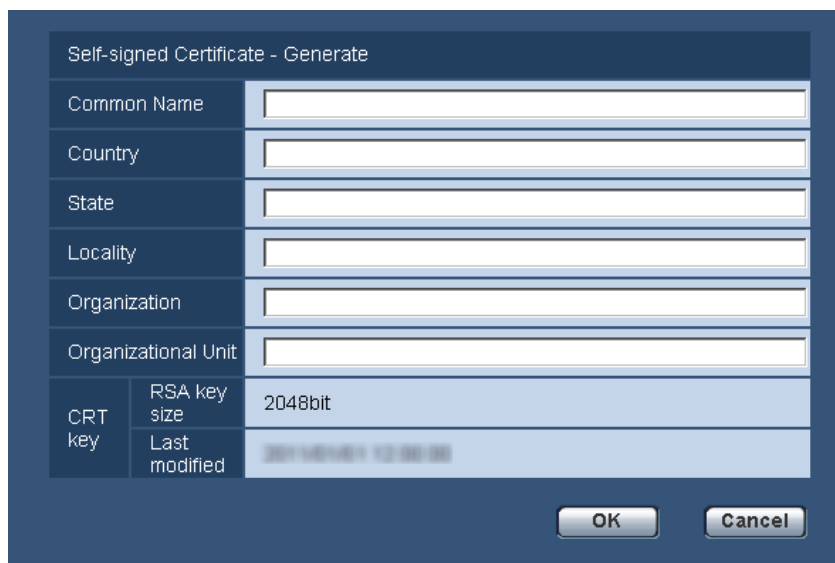 Self-signed Certificate - Generate
Common Name
Country
State
Locality
Organization
Organizational Unit
CRT key
RSA key size
2048bit
Last modified
OK
Cancel